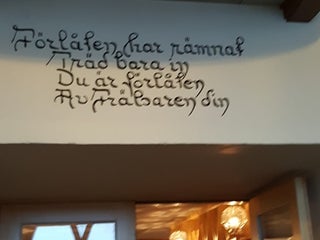 Förlåten har rämnat
Träd bara in
Du är förlåten
Av Frälsaren din